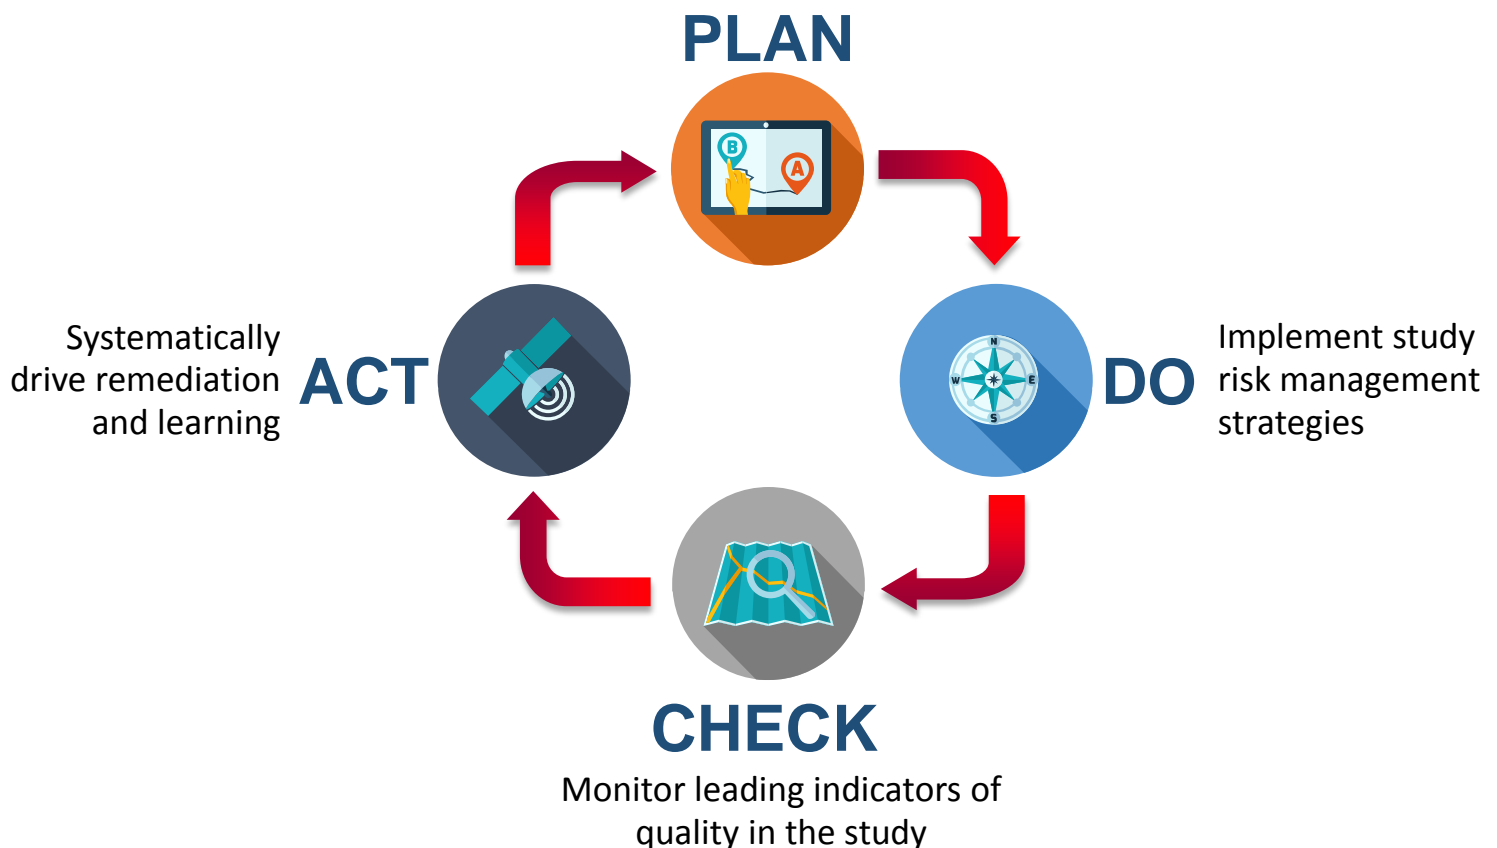 PLAN
B
A
Systematically
drive remediation
and learning
ACT
N
W
E
S
DO
Implement study
risk management
strategies
CHECK
Monitor leading indicators of
quality in the study